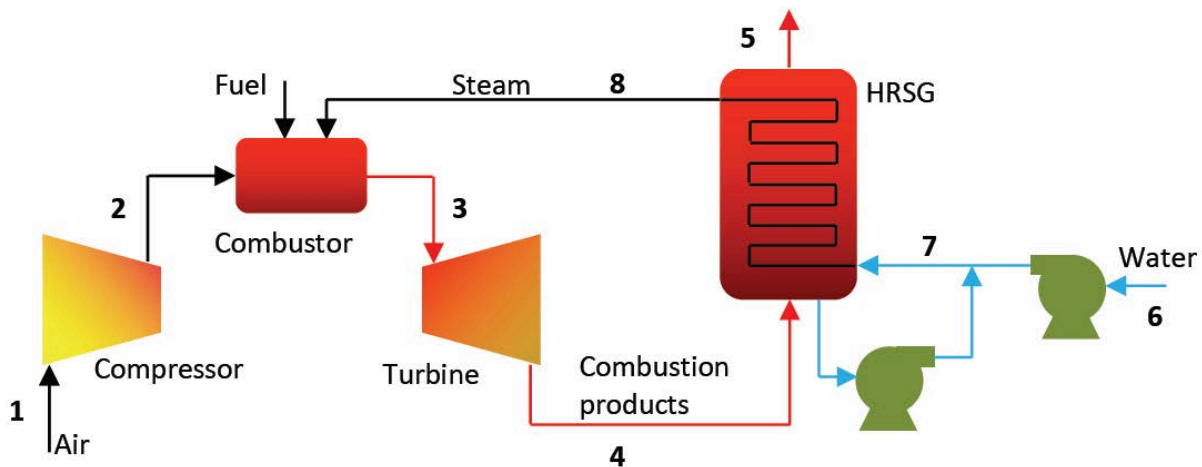 5
Fuel
Steam
8
HRSG
2
3
Combustor
7
Water
6
Compressor
Turbine
Combustion
products
1
Air
4